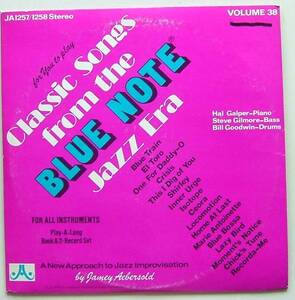 JA1257/1258 Stereo
VOLUME 38
for You to play
Classic Songs
from the
BLUE NOTE®
Jazz Era
Hal Galper-Piano
Steve Gilmore-Bass
Bill Goodwin-Drums
Blue Train
El Toro
One For Daddy-O
Crisis
This I Dig of You
Shirley
Inner Urge
Isotope
Ceora
Locomotion
Home At Last
Marie Antoinette
Blue Bossa
Lazy Bird
Moment's Notice
Chick's Tune
Recorda-Me
FOR ALL INSTRUMENTS
Play-A-Long
Book & 2-Record Set
A New Approach to Jazz Improvisation
by Jamey Aebersold